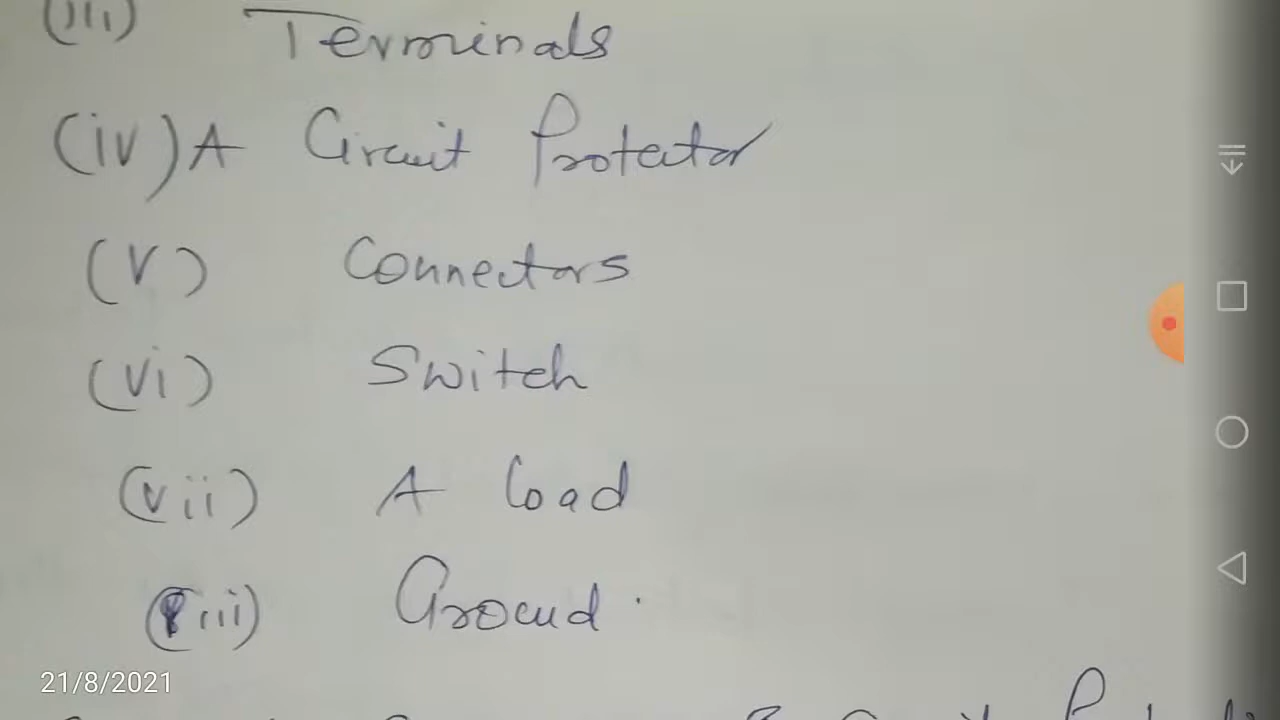 (iii) Terminals
(iv) A Circuit Protector
(v) Connectors
(vi) Switch
(vii) A Load
(viii) Ground.
21/8/2021